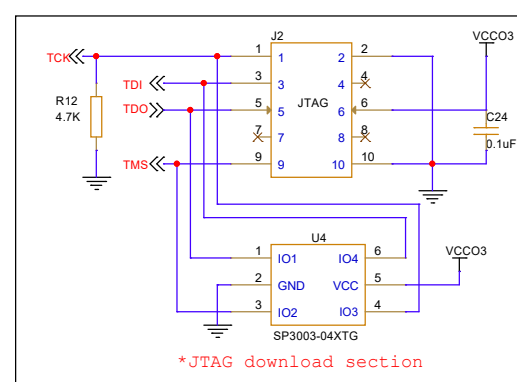 J2
VCCO3
TCK
1 1 2 2
TDI
3 3 4 4
R12
4.7K
TDO
5 5 JTAG 6 6
C24
0.1uF
7 7 8 8
TMS
9 9 10 10
U4
VCCO3
1 IO1 IO4 6
2 GND VCC 5
3 IO2 IO3 4
SP3003-04XTG
*JTAG download section